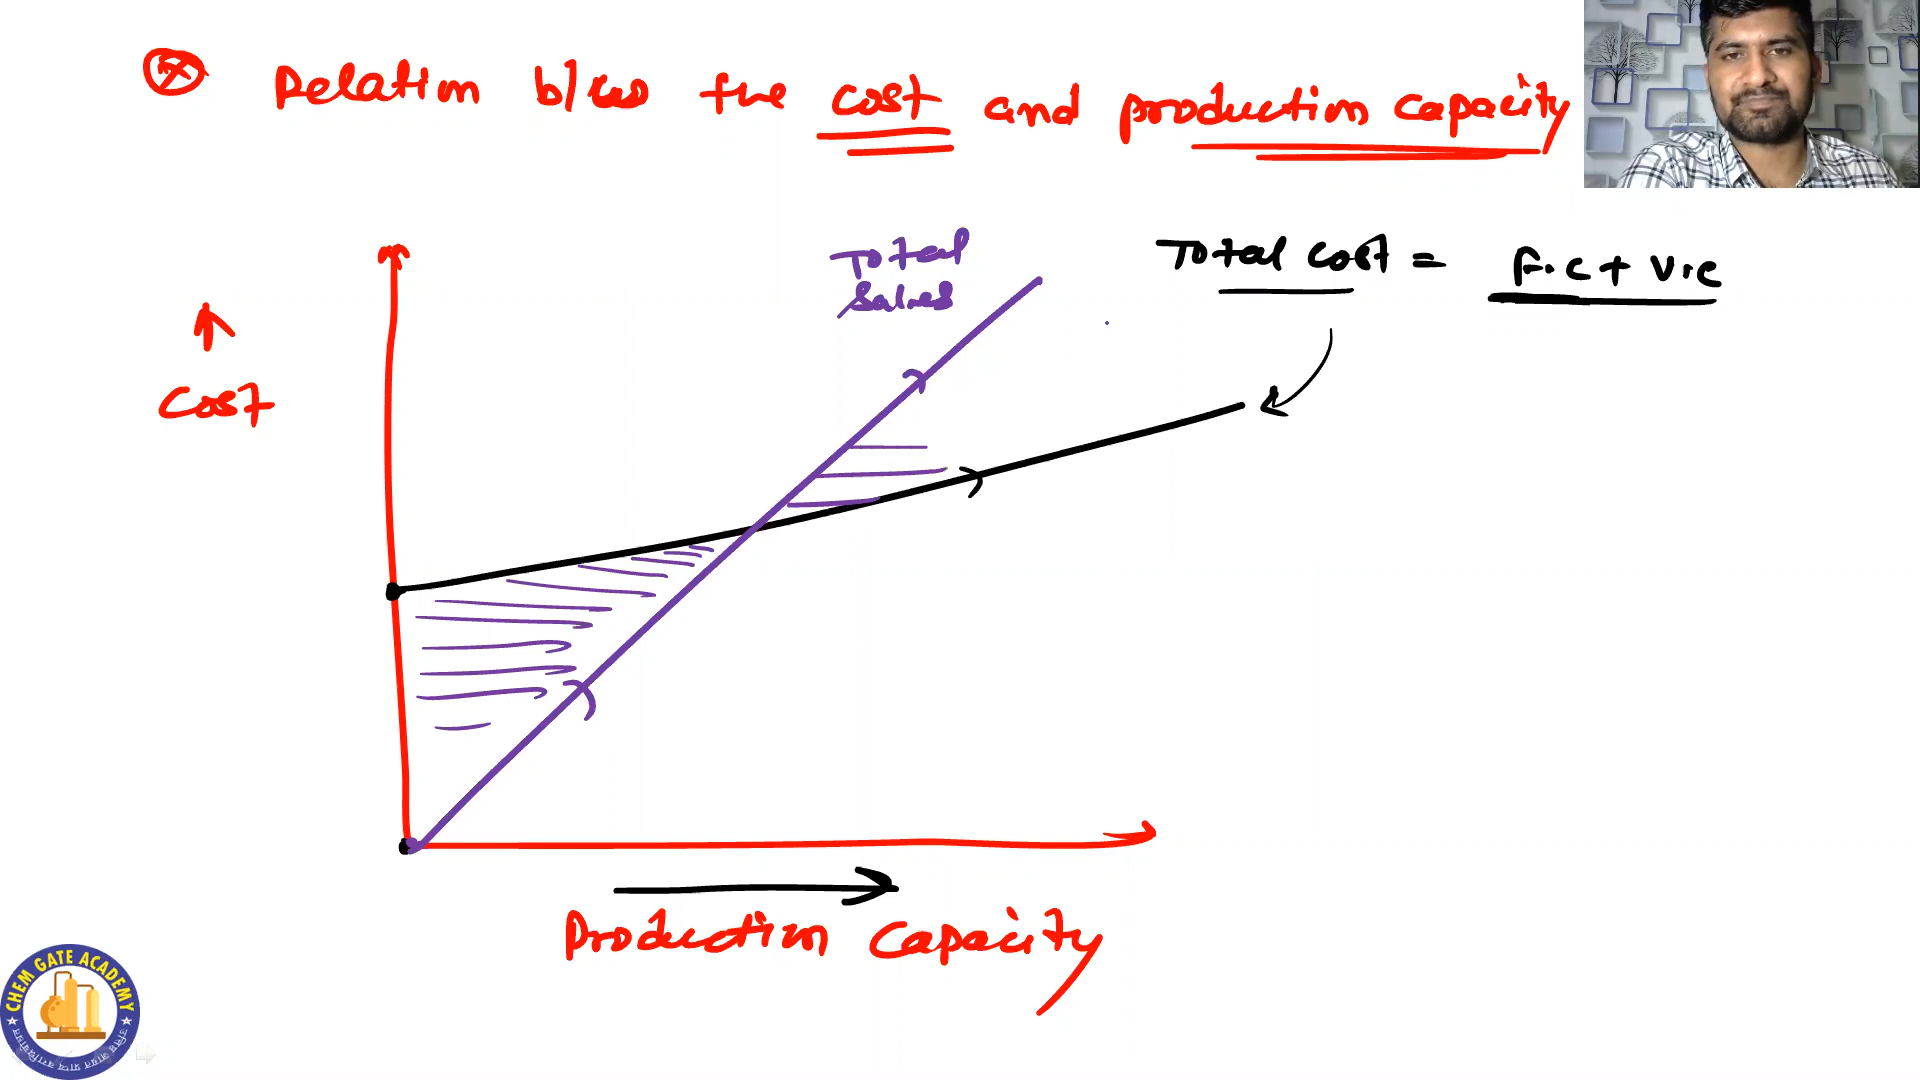 Relation b/w the cost and production capacity
Total
sales
Total cost = F.C + V.C
Cost
Production Capacity
CHEM GATE ACADEMY